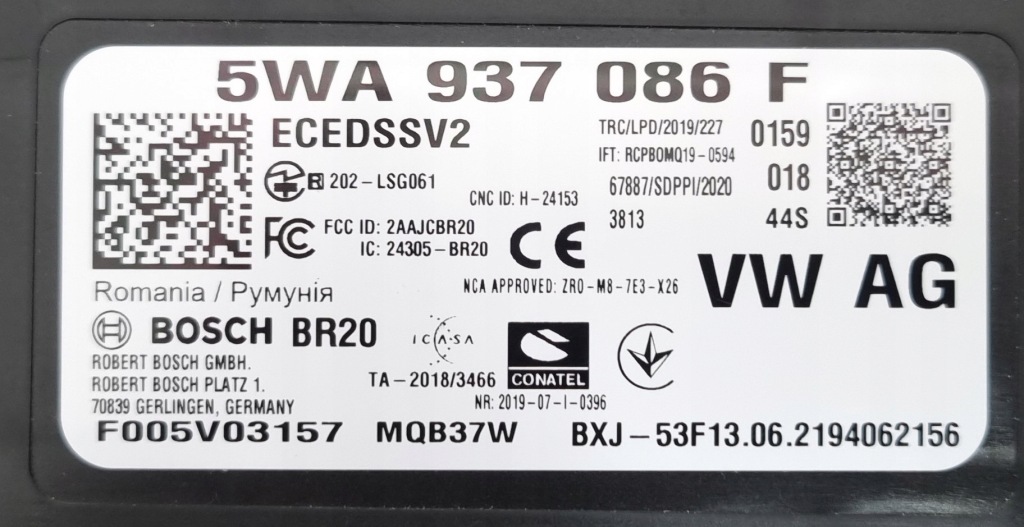 5WA 937 086 F
ECEDSSV2
TRC/LPD/2019/227 0159
IFT: RCPBOMQ19-0594
R 202-LSG061
67887/SDPPI/2020 018
CNC ID: H-24153
3813 44S
FC FCC ID: 2AAJCBR20
IC: 24305-BR20
CE
NCA APPROVED: ZR0-M8-7E3-X26
VW AG
Romania / Румунія
BOSCH BR20
ICASA
ROBERT BOSCH GMBH.
ROBERT BOSCH PLATZ 1.
TA-2018/3466
CONATEL
70839 GERLINGEN, GERMANY
NR: 2019-07-I-0396
F005V03157 MQB37W BXJ-53F13.06.2194062156